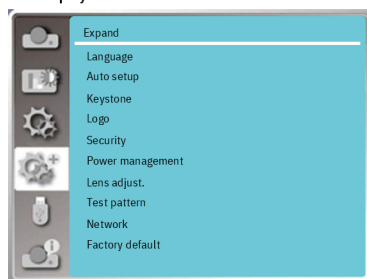 Expand
Language
Auto setup
Keystone
Logo
Security
Power management
Lens adjust.
Test pattern
Network
Factory default